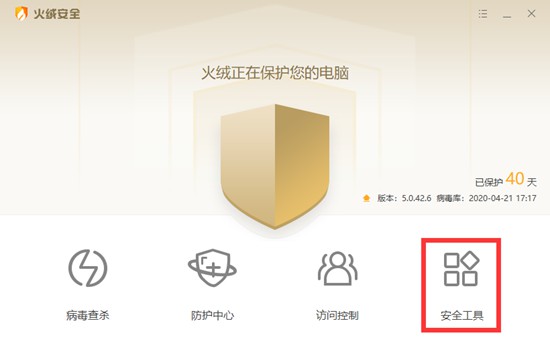 火绒安全
火绒正在保护您的电脑
已保护 40 天
版本：5.0.42.6 病毒库：2020-04-21 17:17
病毒查杀 防护中心 访问控制 安全工具